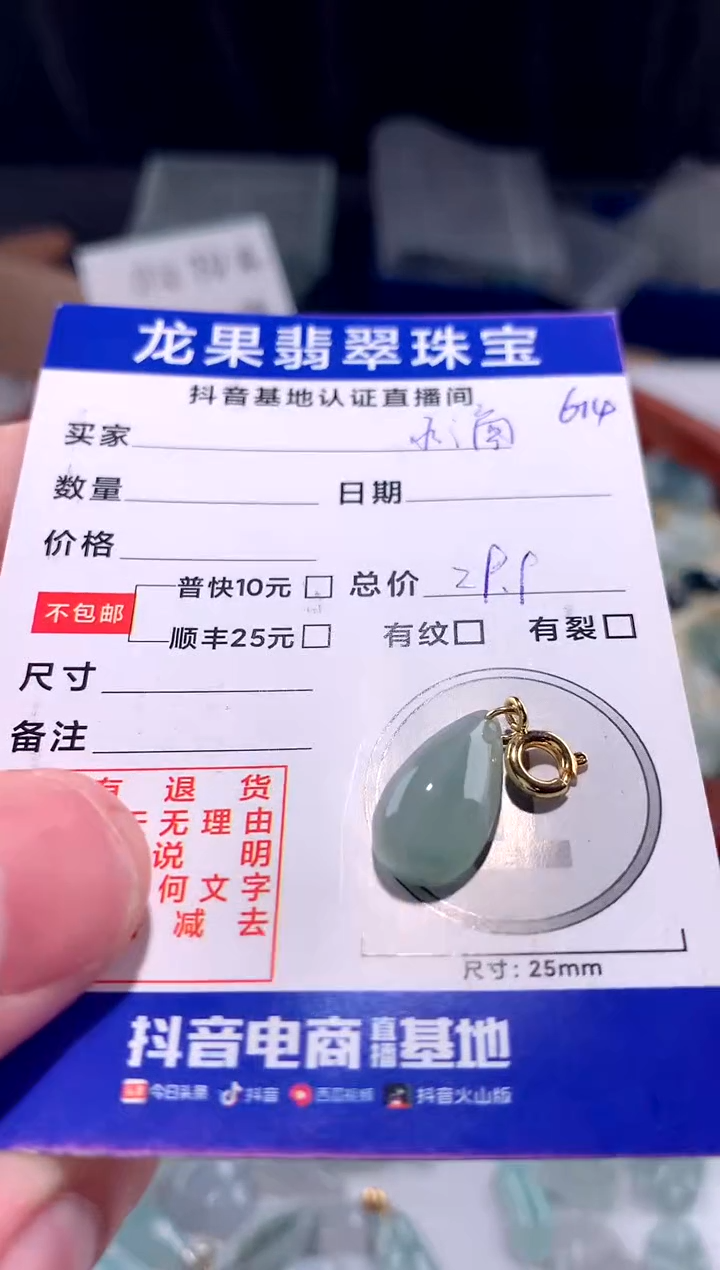 龙果翡翠珠宝
抖音基地认证直播间
614
买家 水滴
数量 日期
价格
不包邮 普快10元 总价
顺丰25元 有纹 有裂
尺寸
备注
退货
无理由
说明
何文字
减去
尺寸：25mm
抖音电商直播基地
今日头条 抖音 西瓜视频 抖音火山版